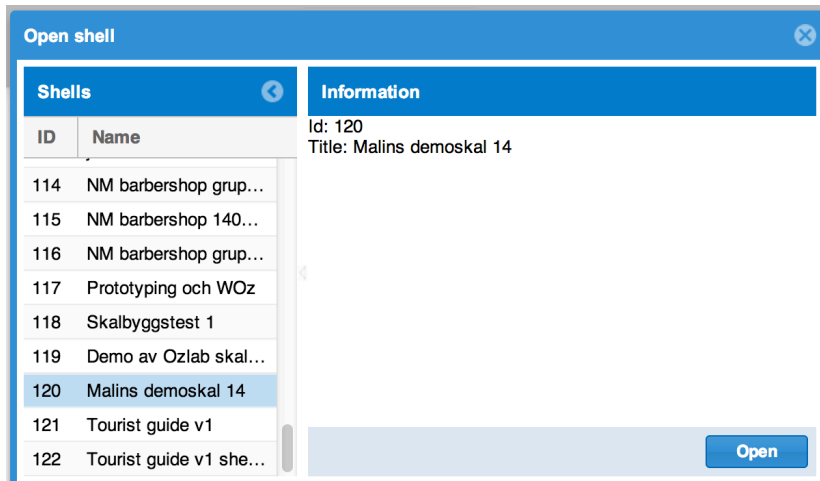 Open shell
Shells
Information
ID Name
Id: 120
Title: Malins demoskal 14
114 NM barbershop grup...
115 NM barbershop 140...
116 NM barbershop grup...
117 Prototyping och WOz
118 Skalbyggstest 1
119 Demo av Ozlab skal...
120 Malins demoskal 14
121 Tourist guide v1
122 Tourist guide v1 she...
Open